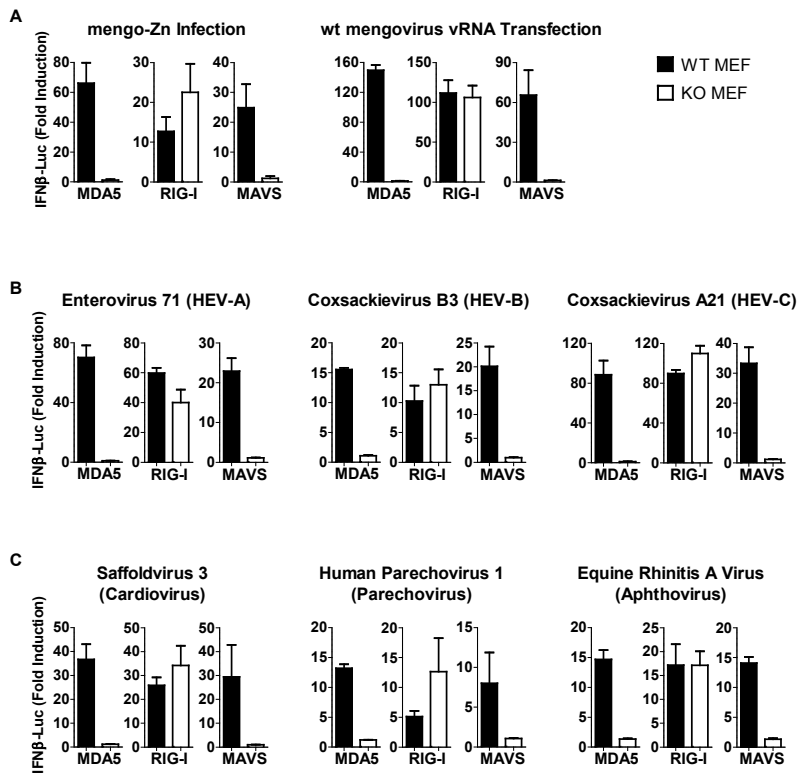 A
mengo-Zn Infection
wt mengovirus vRNA Transfection
WT MEF
KO MEF
IFNβ-Luc (Fold Induction)
80
60
40
20
0
MDA5
30
20
10
0
RIG-I
40
30
20
10
0
MAVS
160
120
80
40
0
MDA5
150
100
50
0
RIG-I
90
60
30
0
MAVS
B
Enterovirus 71 (HEV-A)
Coxsackievirus B3 (HEV-B)
Coxsackievirus A21 (HEV-C)
IFNβ-Luc (Fold Induction)
80
40
0
MDA5
80
60
40
20
0
RIG-I
30
20
10
0
MAVS
20
15
10
5
0
MDA5
20
15
10
5
0
RIG-I
25
20
15
10
5
0
MAVS
120
80
40
0
MDA5
120
80
40
0
RIG-I
40
30
20
10
0
MAVS
C
Saffoldvirus 3
(Cardiovirus)
Human Parechovirus 1
(Parechovirus)
Equine Rhinitis A Virus
(Aphthovirus)
IFNβ-Luc (Fold Induction)
50
40
30
20
10
0
MDA5
50
40
30
20
10
0
RIG-I
50
40
30
20
10
0
MAVS
20
15
10
5
0
MDA5
20
15
10
5
0
RIG-I
15
10
5
0
MAVS
20
15
10
5
0
MDA5
25
20
15
10
5
0
RIG-I
20
15
10
5
0
MAVS